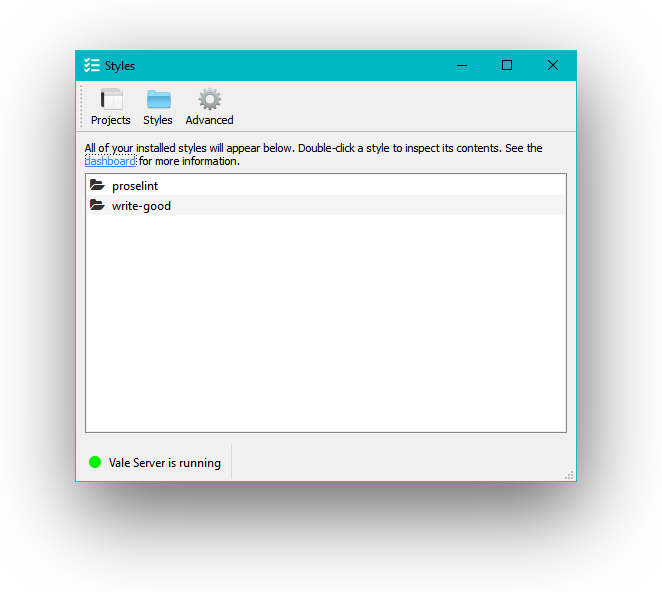 Styles
Projects Styles Advanced
All of your installed styles will appear below. Double-click a style to inspect its contents. See the
dashboard for more information.
proselint
write-good
Vale Server is running